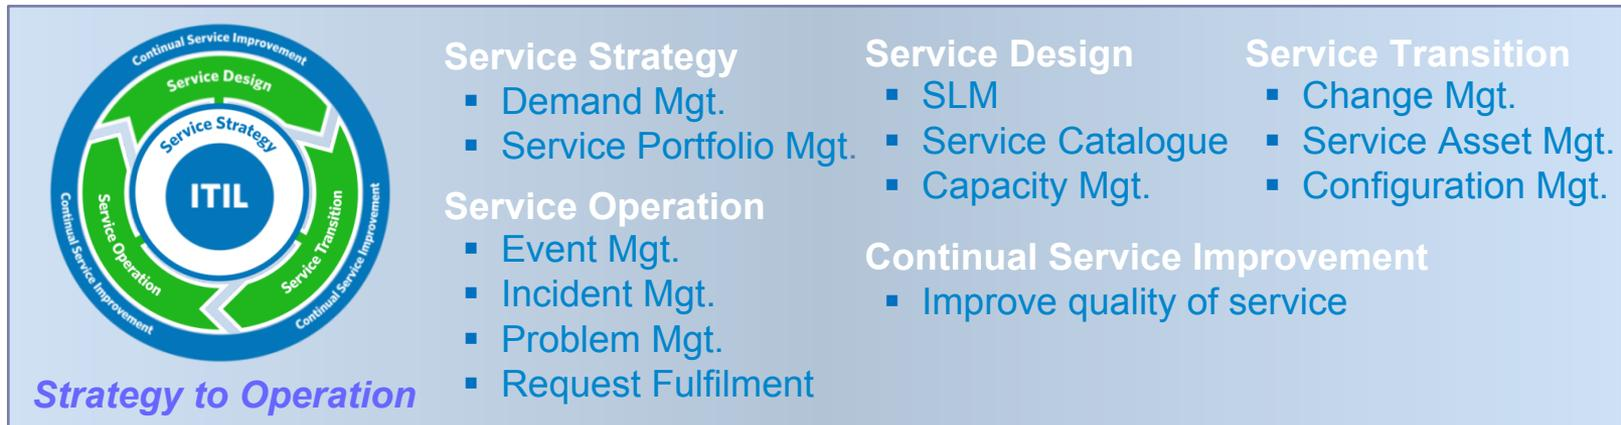 Continual Service Improvement
Service Design
Service Strategy
ITIL
Service Operation
Service Transition
Continual Service Improvement
Continual Service Improvement
Strategy to Operation
Service Strategy
▪ Demand Mgt.
▪ Service Portfolio Mgt.
Service Operation
▪ Event Mgt.
▪ Incident Mgt.
▪ Problem Mgt.
▪ Request Fulfilment
Service Design
▪ SLM
▪ Service Catalogue
▪ Capacity Mgt.
Service Transition
▪ Change Mgt.
▪ Service Asset Mgt.
▪ Configuration Mgt.
Continual Service Improvement
▪ Improve quality of service